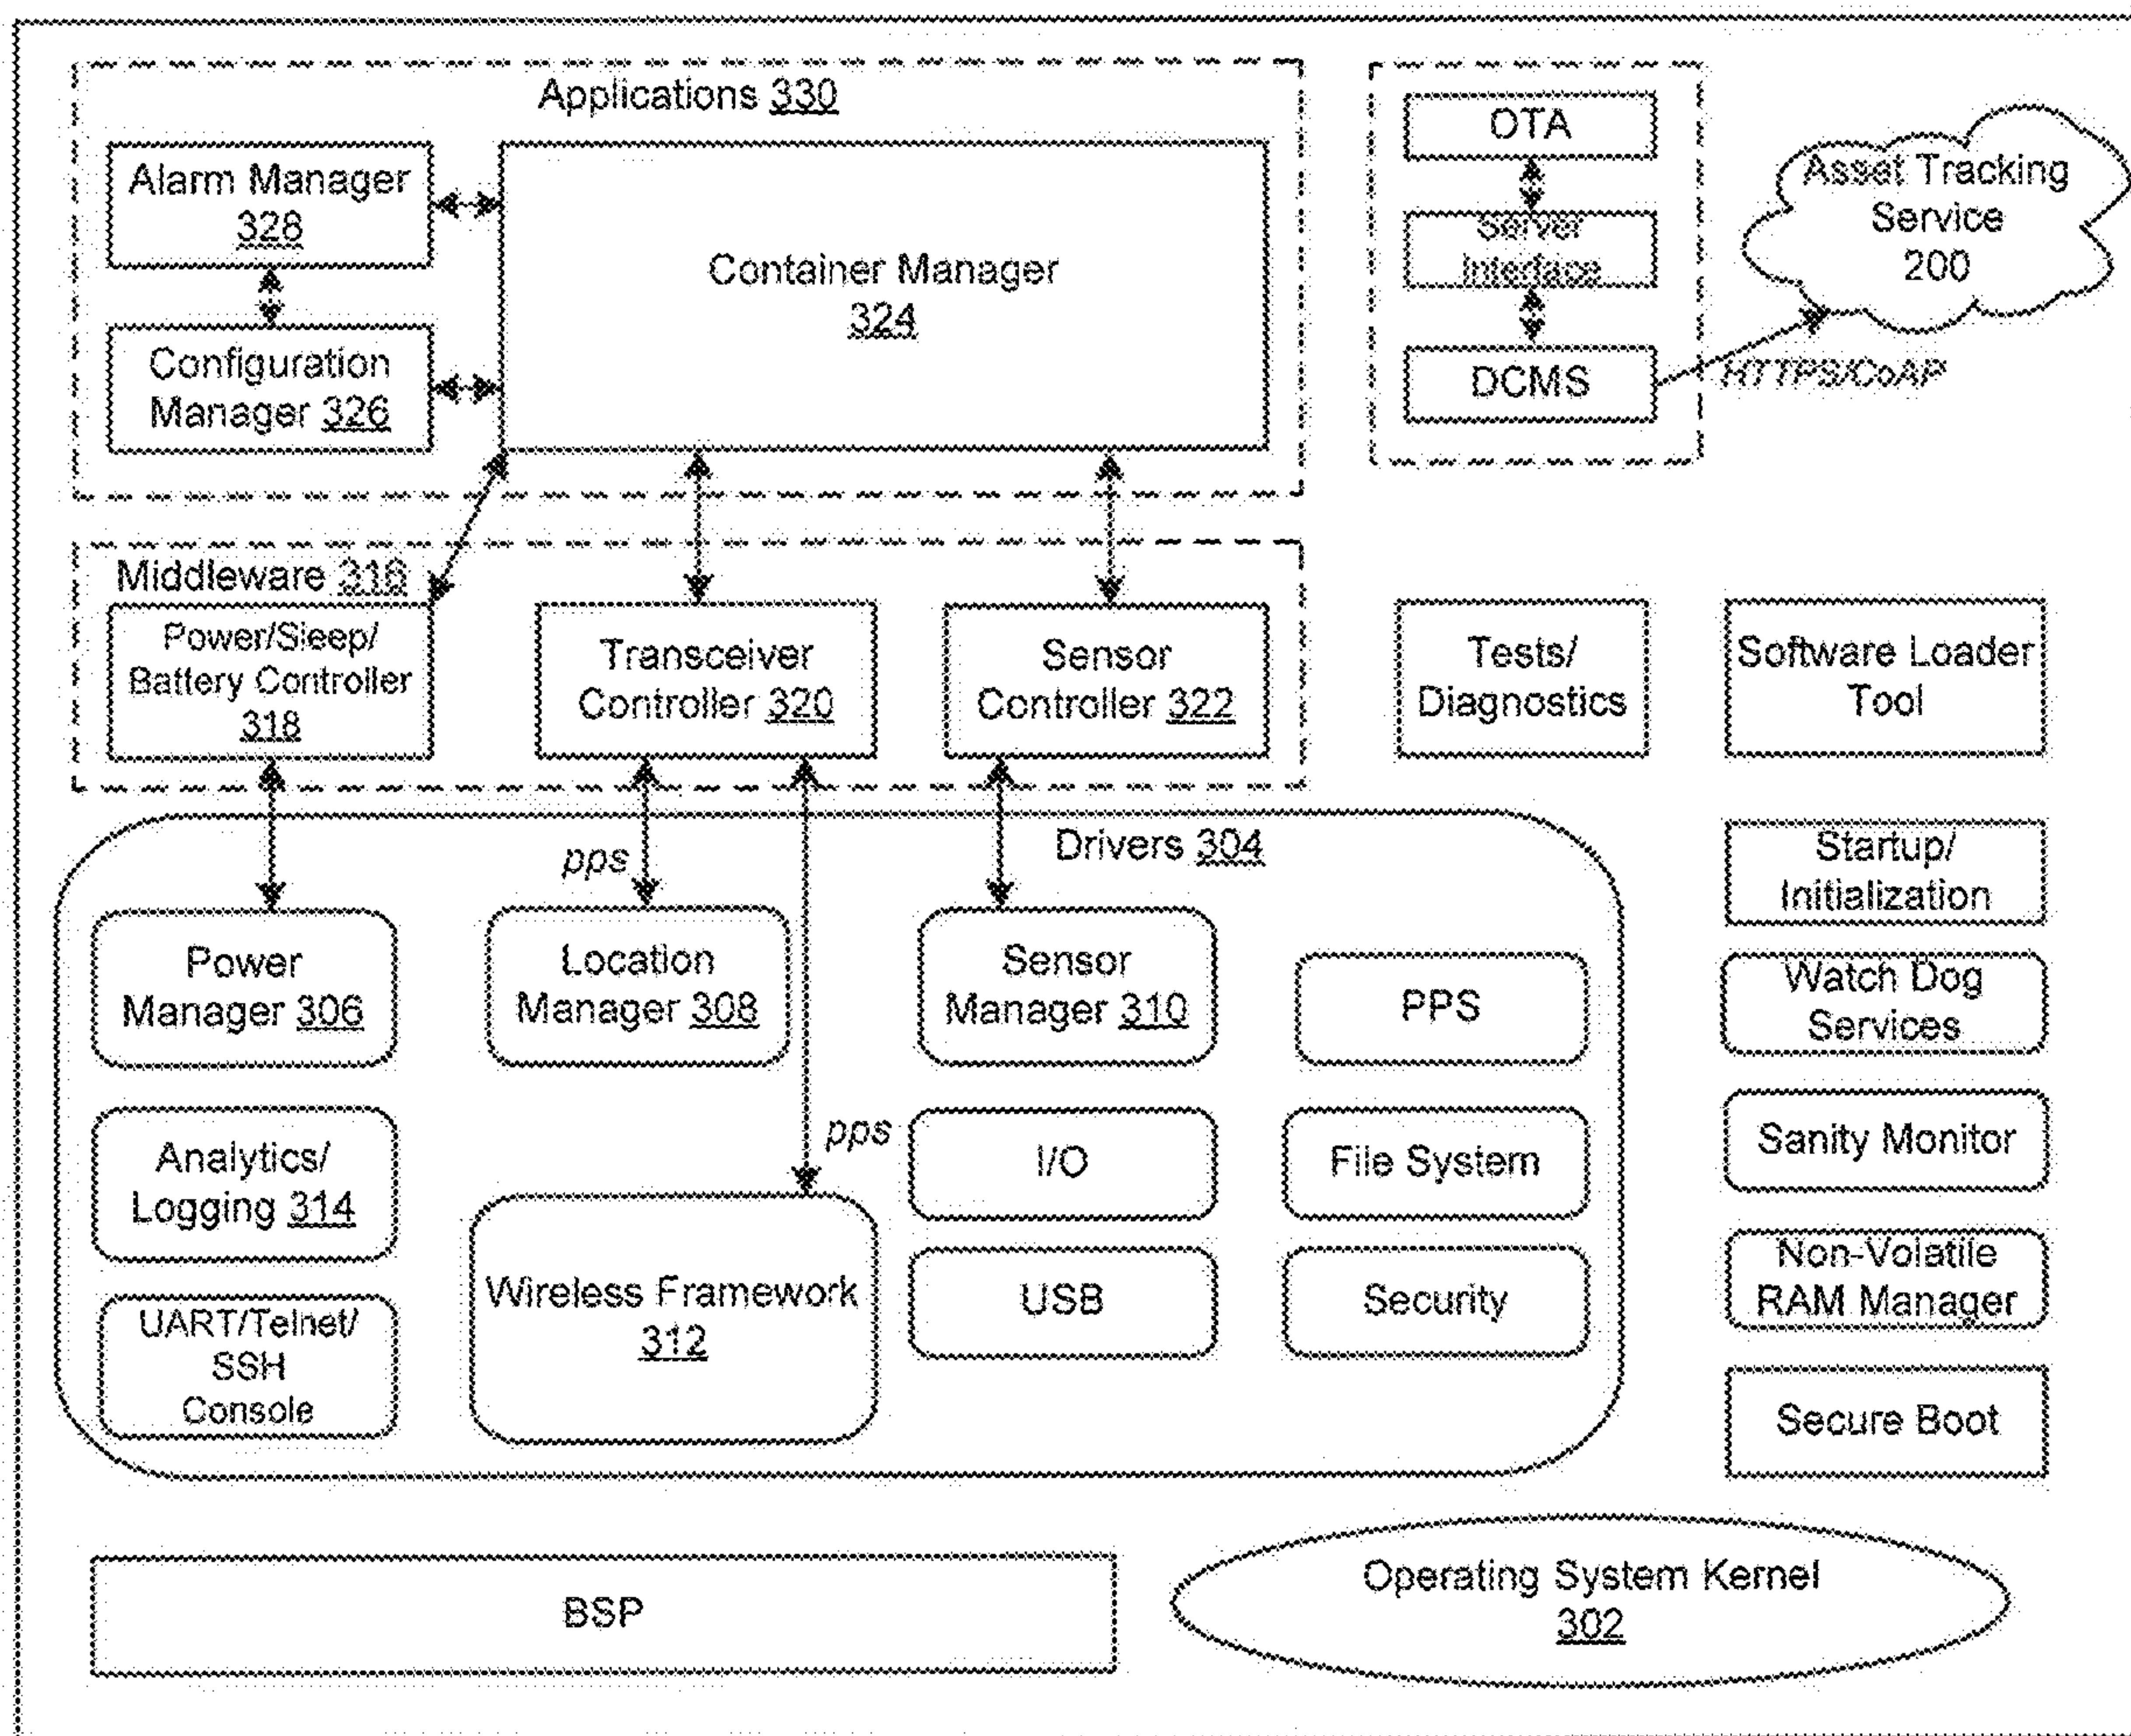 Applications 330
Alarm Manager
328
Container Manager
324
Configuration
Manager 326
OTA
Server
Interface
DCMS
Asset Tracking
Service
200
HTTPS/CoAP
Middleware 316
Power/Sleep/
Battery Controller
318
Transceiver
Controller 320
Sensor
Controller 322
Tests/
Diagnostics
Software Loader
Tool
Drivers 304
pps
Power
Manager 306
Location
Manager 308
Sensor
Manager 310
PPS
Analytics/
Logging 314
pps
I/O
File System
UART/Telnet/
SSH
Console
Wireless Framework
312
USB
Security
Startup/
Initialization
Watch Dog
Services
Sanity Monitor
Non-Volatile
RAM Manager
Secure Boot
BSP
Operating System Kernel
302